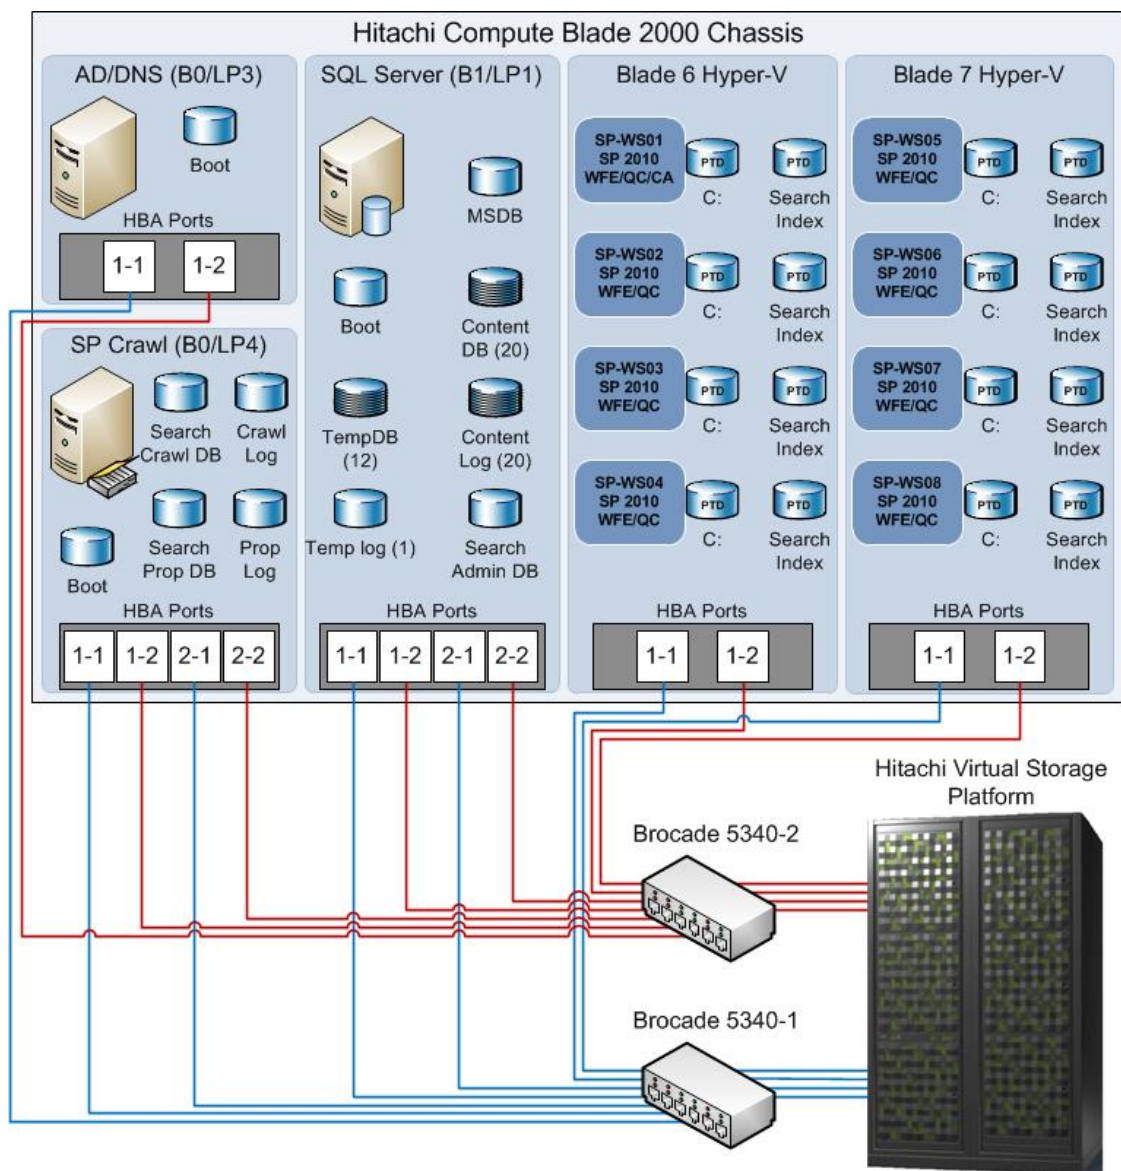 Hitachi Compute Blade 2000 Chassis
AD/DNS (B0/LP3)
Boot
HBA Ports
1-1
1-2
SP Crawl (B0/LP4)
Search
Crawl DB
Crawl
Log
Boot
Search
Prop DB
Prop
Log
HBA Ports
1-1
1-2
2-1
2-2
SQL Server (B1/LP1)
MSDB
Boot
Content
DB (20)
TempDB
(12)
Content
Log (20)
Temp log (1)
Search
Admin DB
HBA Ports
1-1
1-2
2-1
2-2
Blade 6 Hyper-V
SP-WS01
SP 2010
WFE/QC/CA
PTD
C:
PTD
Search
Index
SP-WS02
SP 2010
WFE/QC
PTD
C:
PTD
Search
Index
SP-WS03
SP 2010
WFE/QC
PTD
C:
PTD
Search
Index
SP-WS04
SP 2010
WFE/QC
PTD
C:
PTD
Search
Index
HBA Ports
1-1
1-2
Blade 7 Hyper-V
SP-WS05
SP 2010
WFE/QC
PTD
C:
PTD
Search
Index
SP-WS06
SP 2010
WFE/QC
PTD
C:
PTD
Search
Index
SP-WS07
SP 2010
WFE/QC
PTD
C:
PTD
Search
Index
SP-WS08
SP 2010
WFE/QC
PTD
C:
PTD
Search
Index
HBA Ports
1-1
1-2
Hitachi Virtual Storage
Platform
Brocade 5340-2
Brocade 5340-1